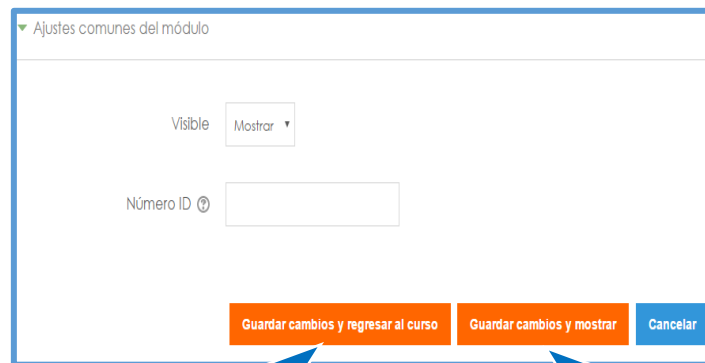 Ajustes comunes del módulo
Visible Mostrar
Número ID
Guardar cambios y regresar al curso Guardar cambios y mostrar Cancelar